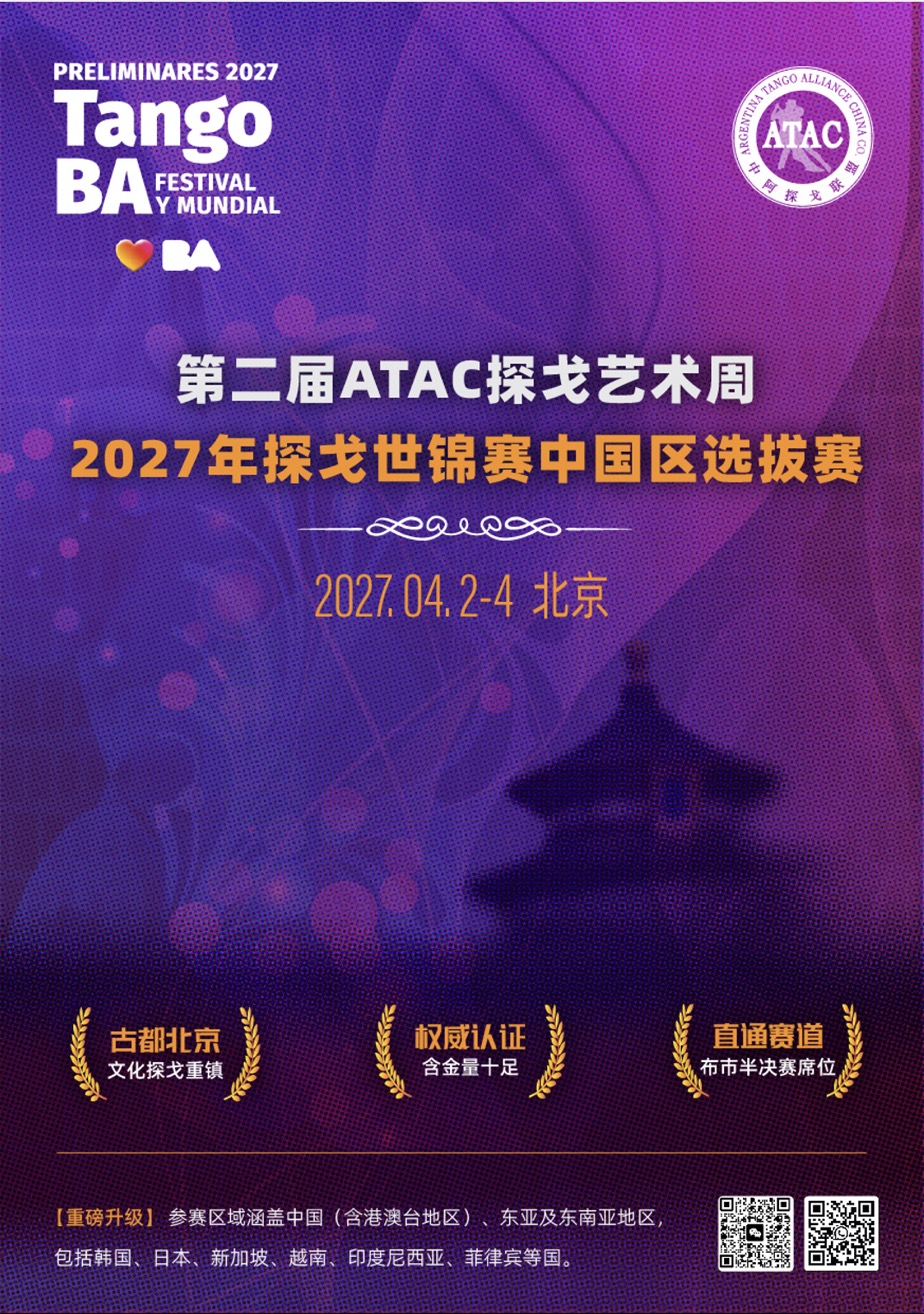 PRELIMINARES 2027
Tango
BA FESTIVAL
Y MUNDIAL
BA
ARGENTINA TANGO ALLIANCE CHINA CO.
ATAC
中阿探戈联盟
第二届ATAC探戈艺术周
2027年探戈世锦赛中国区选拔赛
2027.04.2-4 北京
古都北京
文化探戈重镇
权威认证
含金量十足
直通赛道
布市半决赛席位
【重磅升级】 参赛区域涵盖中国（含港澳台地区）、东亚及东南亚地区，
包括韩国、日本、新加坡、越南、印度尼西亚、菲律宾等国。